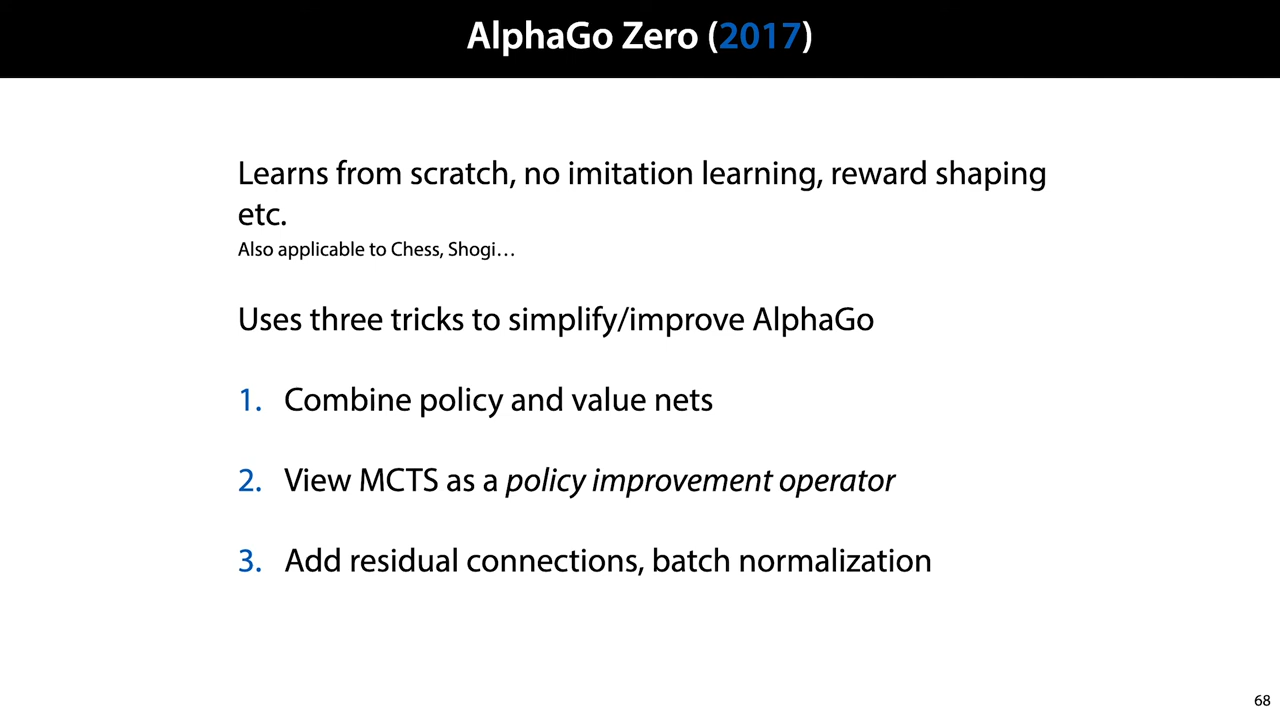 AlphaGo Zero (2017)
Learns from scratch, no imitation learning, reward shaping
etc.
Also applicable to Chess, Shogi…
Uses three tricks to simplify/improve AlphaGo
1. Combine policy and value nets
2. View MCTS as a policy improvement operator
3. Add residual connections, batch normalization
68